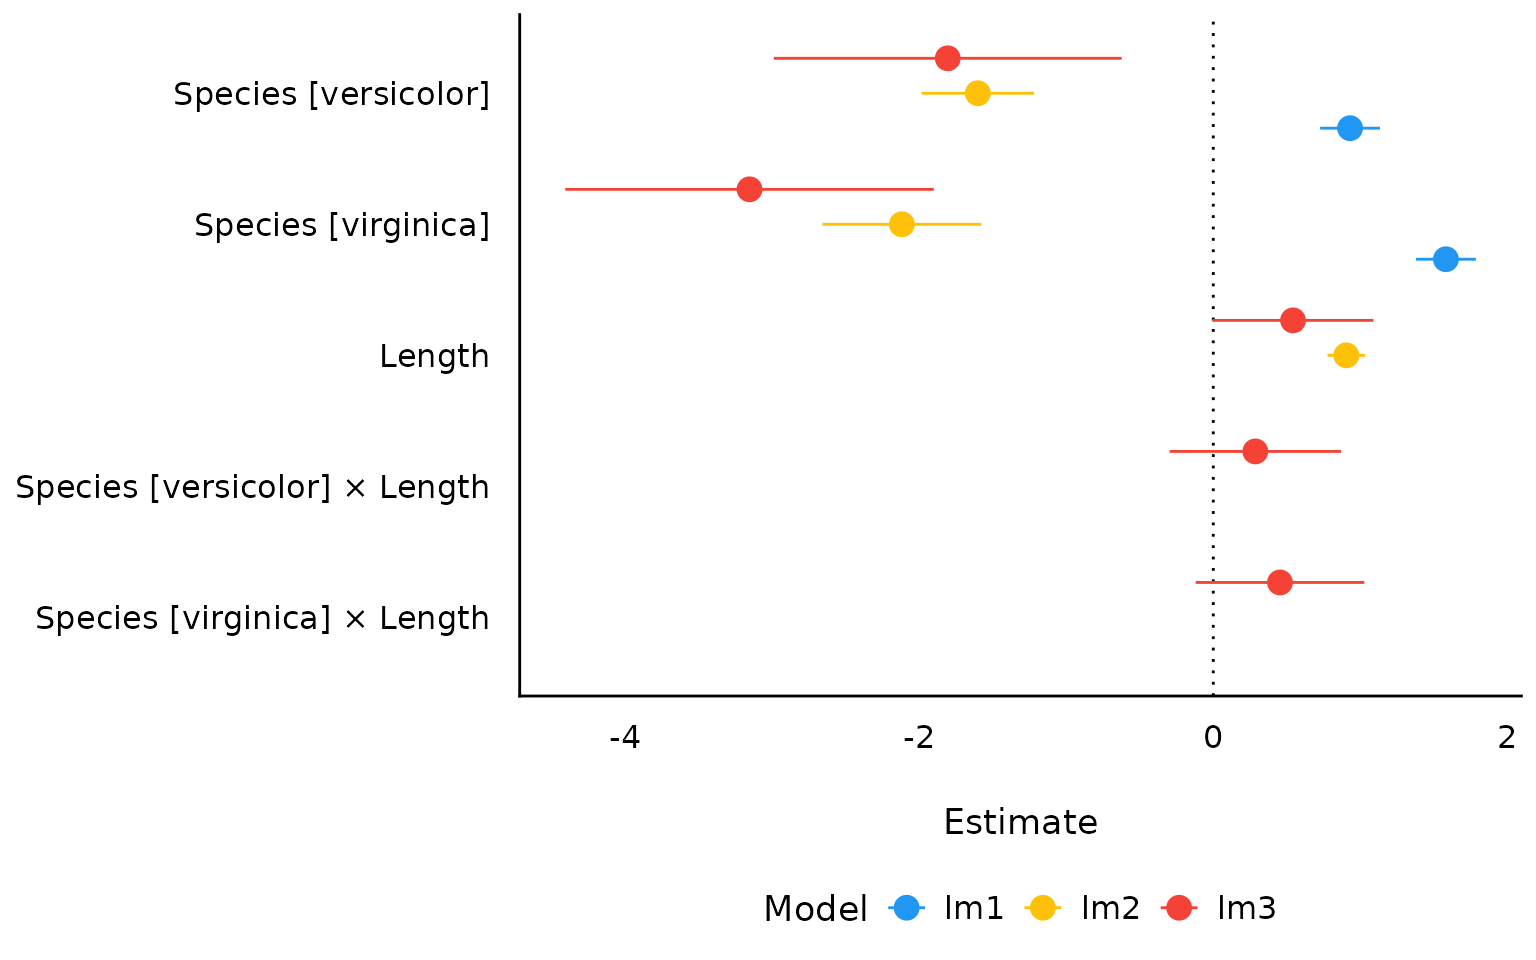 Species [versicolor]
Species [virginica]
Length
Species [versicolor] × Length
Species [virginica] × Length
-4 -2 0 2
Estimate
Model lm1 lm2 lm3